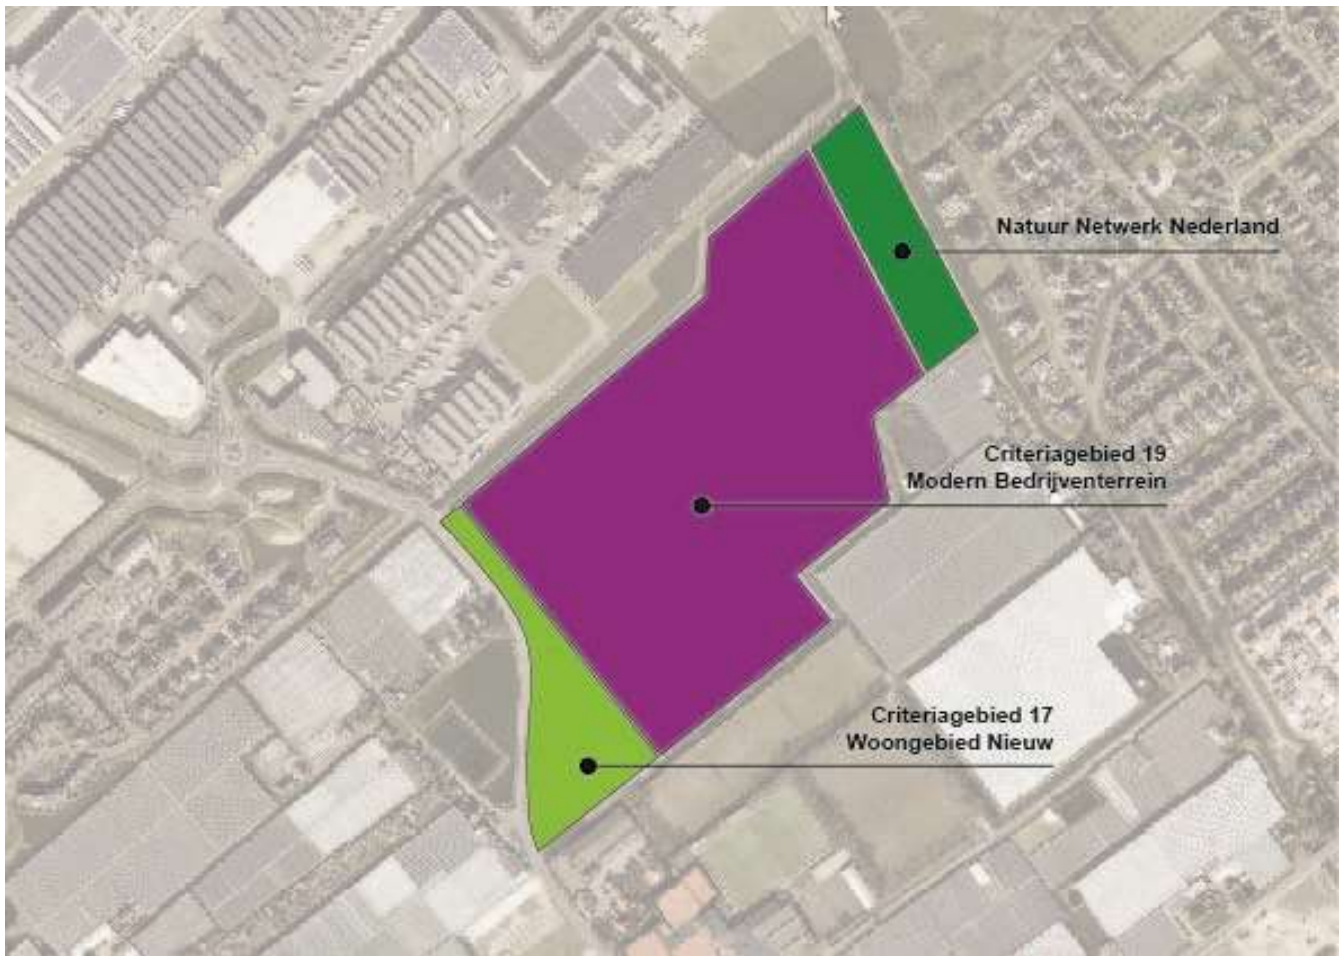 Natuur Netwerk Nederland
Criteriagebied 19
Modern Bedrijventerrein
Criteriagebied 17
Woongebied Nieuw